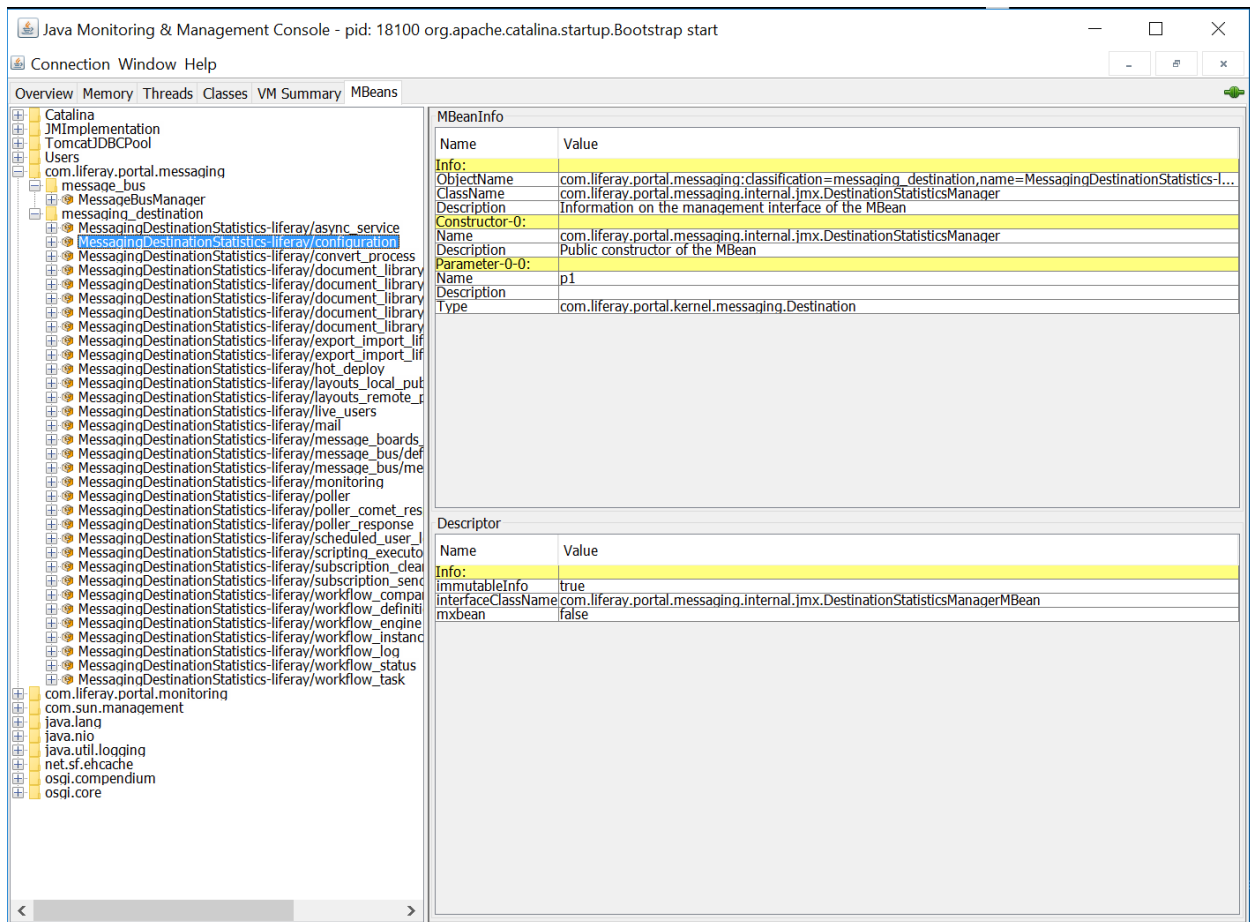 Java Monitoring & Management Console - pid: 18100 org.apache.catalina.startup.Bootstrap start
Connection Window Help
Overview Memory Threads Classes VM Summary MBeans
Catalina
JMImplementation
TomcatJDBCPool
Users
com.liferay.portal.messaging
message_bus
MessageBusManager
messaging_destination
MessagingDestinationStatistics-liferay/async_service
MessagingDestinationStatistics-liferay/configuration
MessagingDestinationStatistics-liferay/convert_process
MessagingDestinationStatistics-liferay/document_library
MessagingDestinationStatistics-liferay/document_library
MessagingDestinationStatistics-liferay/document_library
MessagingDestinationStatistics-liferay/document_library
MessagingDestinationStatistics-liferay/document_library
MessagingDestinationStatistics-liferay/export_import_lif
MessagingDestinationStatistics-liferay/export_import_lif
MessagingDestinationStatistics-liferay/hot_deploy
MessagingDestinationStatistics-liferay/layouts_local_pub
MessagingDestinationStatistics-liferay/layouts_remote_p
MessagingDestinationStatistics-liferay/live_users
MessagingDestinationStatistics-liferay/mail
MessagingDestinationStatistics-liferay/message_boards_
MessagingDestinationStatistics-liferay/message_bus/def
MessagingDestinationStatistics-liferay/message_bus/me
MessagingDestinationStatistics-liferay/monitoring
MessagingDestinationStatistics-liferay/poller
MessagingDestinationStatistics-liferay/poller_comet_res
MessagingDestinationStatistics-liferay/poller_response
MessagingDestinationStatistics-liferay/scheduled_user_l
MessagingDestinationStatistics-liferay/scripting_executo
MessagingDestinationStatistics-liferay/subscription_clea
MessagingDestinationStatistics-liferay/subscription_send
MessagingDestinationStatistics-liferay/workflow_compar
MessagingDestinationStatistics-liferay/workflow_definiti
MessagingDestinationStatistics-liferay/workflow_engine
MessagingDestinationStatistics-liferay/workflow_instanc
MessagingDestinationStatistics-liferay/workflow_log
MessagingDestinationStatistics-liferay/workflow_status
MessagingDestinationStatistics-liferay/workflow_task
com.liferay.portal.monitoring
com.sun.management
java.lang
java.nio
java.util.logging
net.sf.ehcache
osgi.compendium
osgi.core
MBeanInfo
Name Value
Info:
ObjectName com.liferay.portal.messaging:classification=messaging_destination,name=MessagingDestinationStatistics-l...
ClassName com.liferay.portal.messaging.internal.jmx.DestinationStatisticsManager
Description Information on the management interface of the MBean
Constructor-0:
Name com.liferay.portal.messaging.internal.jmx.DestinationStatisticsManager
Description Public constructor of the MBean
Parameter-0-0:
Name p1
Description
Type com.liferay.portal.kernel.messaging.Destination
Descriptor
Name Value
Info:
immutableInfo true
interfaceClassName com.liferay.portal.messaging.internal.jmx.DestinationStatisticsManagerMBean
mxbean false